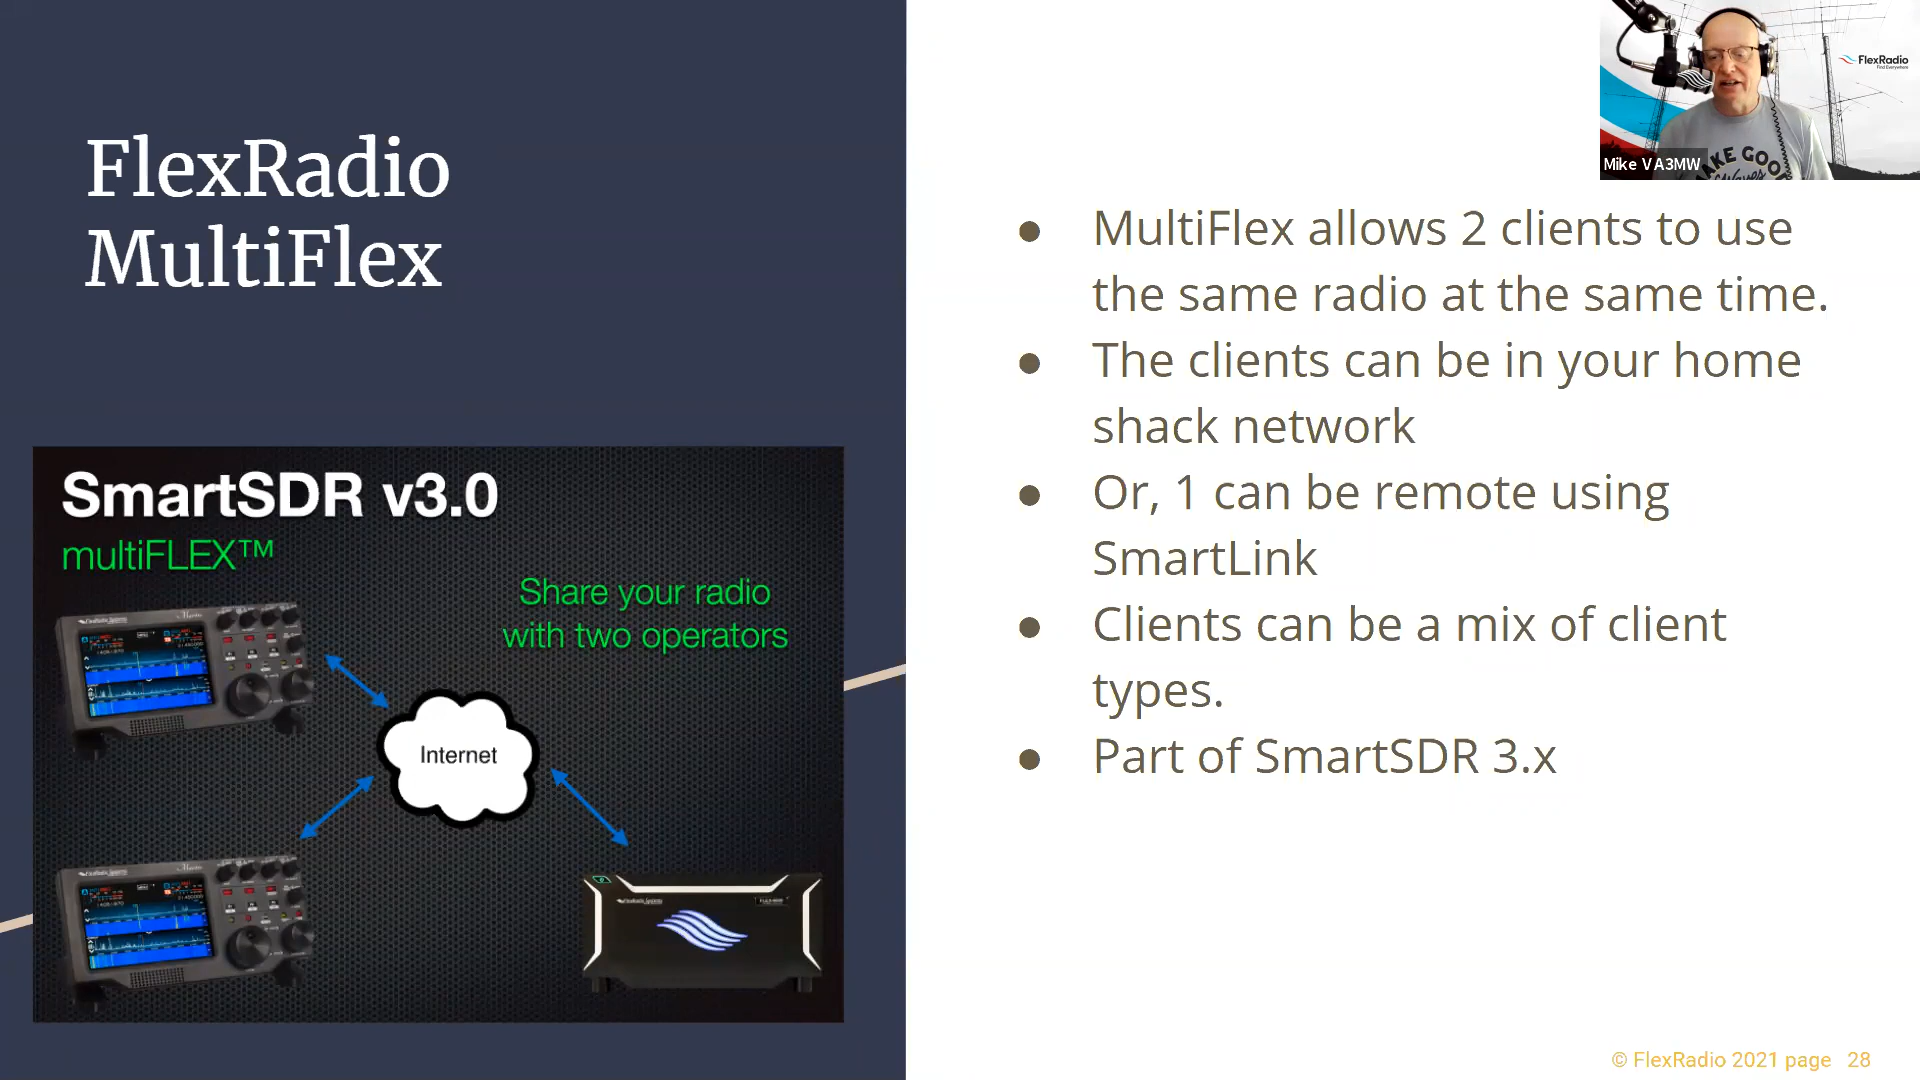 FlexRadio
MultiFlex
SmartSDR v3.0
multiFLEX™
Share your radio
with two operators
Internet
FlexRadio
Mike VA3MW
MAKE GOO
Waves
MultiFlex allows 2 clients to use
the same radio at the same time.
The clients can be in your home
shack network
Or, 1 can be remote using
SmartLink
Clients can be a mix of client
types.
Part of SmartSDR 3.x
© FlexRadio 2021 page 28